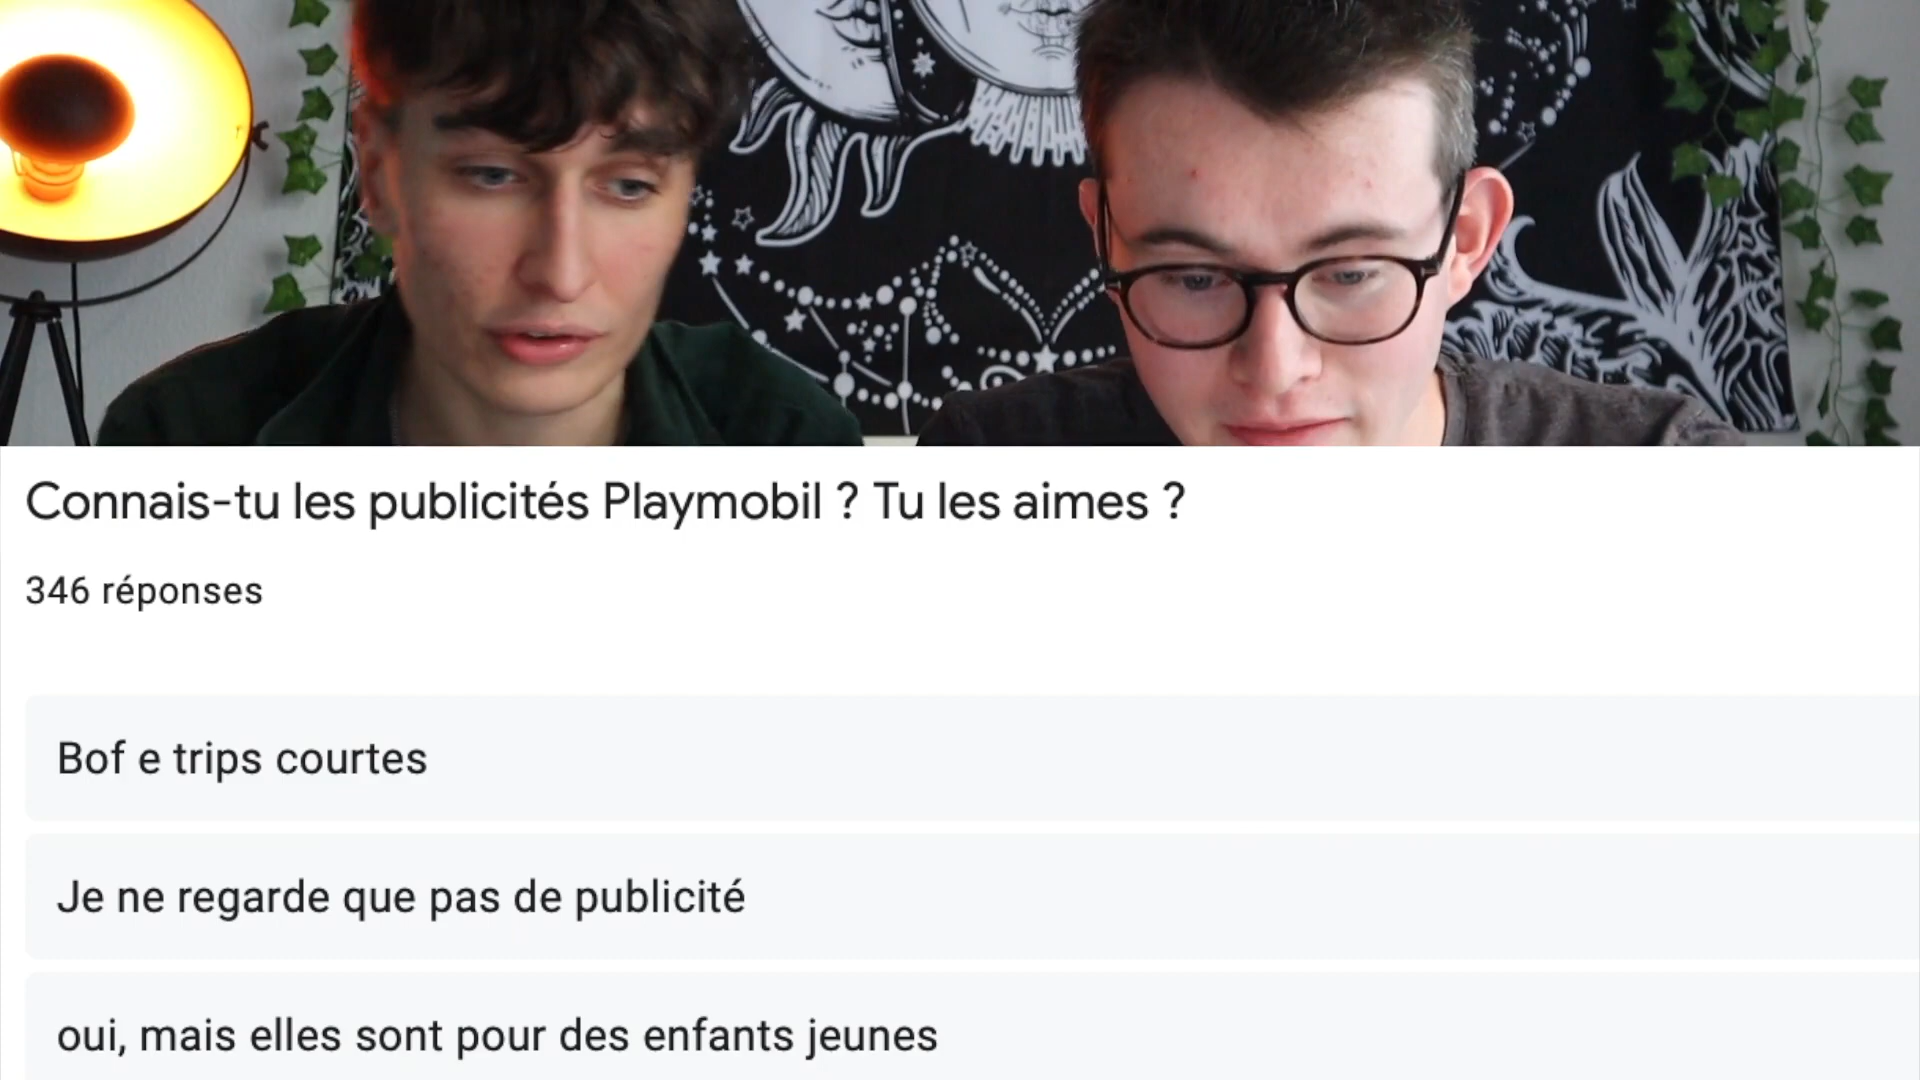 Connais-tu les publicités Playmobil ? Tu les aimes ?
346 réponses
Bof e trips courtes
Je ne regarde que pas de publicité
oui, mais elles sont pour des enfants jeunes